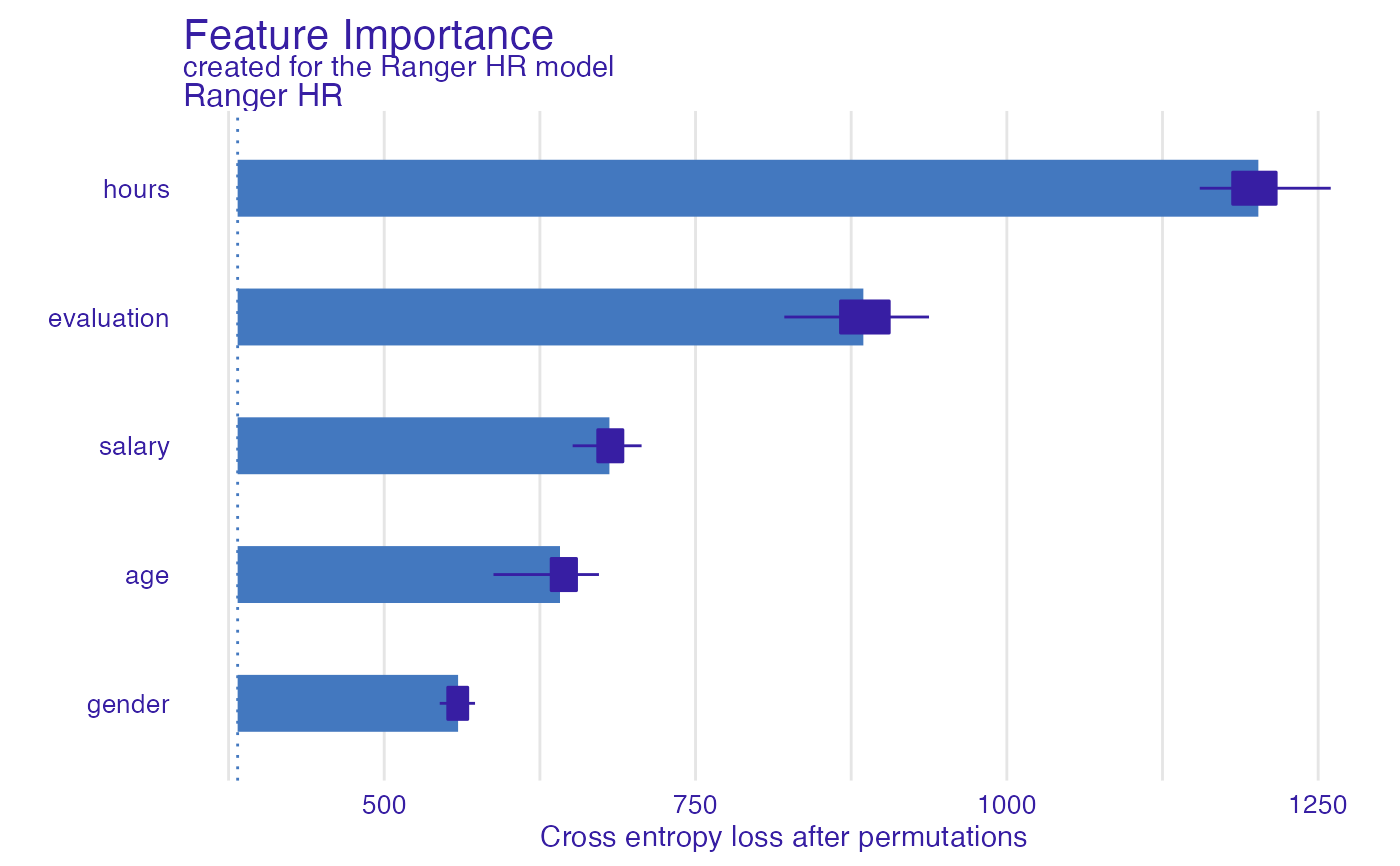 Feature Importance
created for the Ranger HR model
Ranger HR
hours
evaluation
salary
age
gender
500 750 1000 1250
Cross entropy loss after permutations